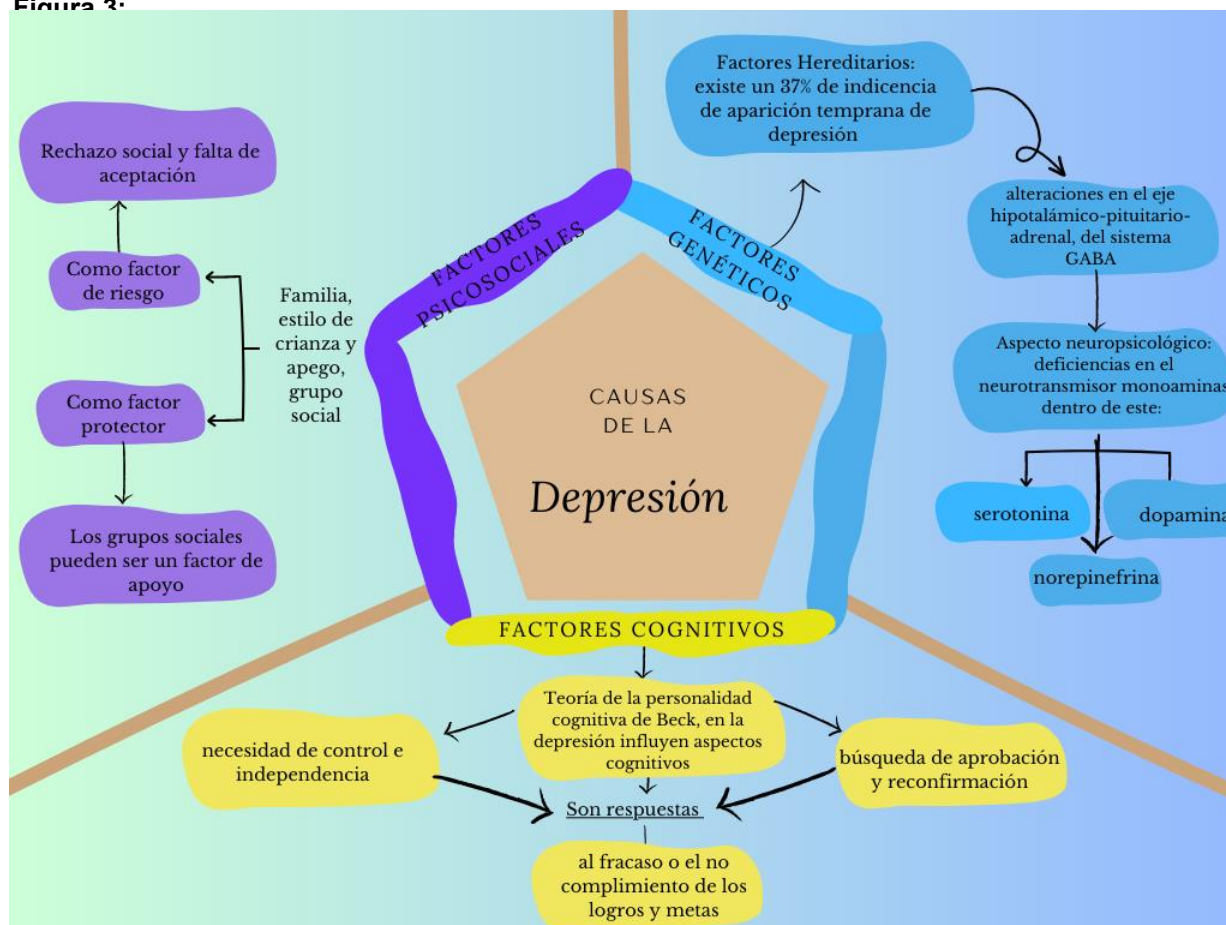 Figura 3:
Factores Hereditarios:
existe un 37% de indicencia
de aparición temprana de
depresión
alteraciones en el eje
hipotalámico-pituitario-
adrenal, del sistema
GABA
Aspecto neuropsicológico:
deficiencias en el
neurotransmisor monoaminas
dentro de este:
serotonina
dopamina
norepinefrina
FACTORES
GENÉTICOS
FACTORES
PSICOSOCIALES
Rechazo social y falta de
aceptación
Como factor
de riesgo
Familia,
estilo de
crianza y
apego,
grupo
social
Como factor
protector
Los grupos sociales
pueden ser un factor de
apoyo
CAUSAS
DE LA
Depresión
FACTORES COGNITIVOS
Teoría de la personalidad
cognitiva de Beck, en la
depresión influyen aspectos
cognitivos
necesidad de control e
independencia
búsqueda de aprobación
y reconfirmación
Son respuestas
al fracaso o el no
complimiento de los
logros y metas